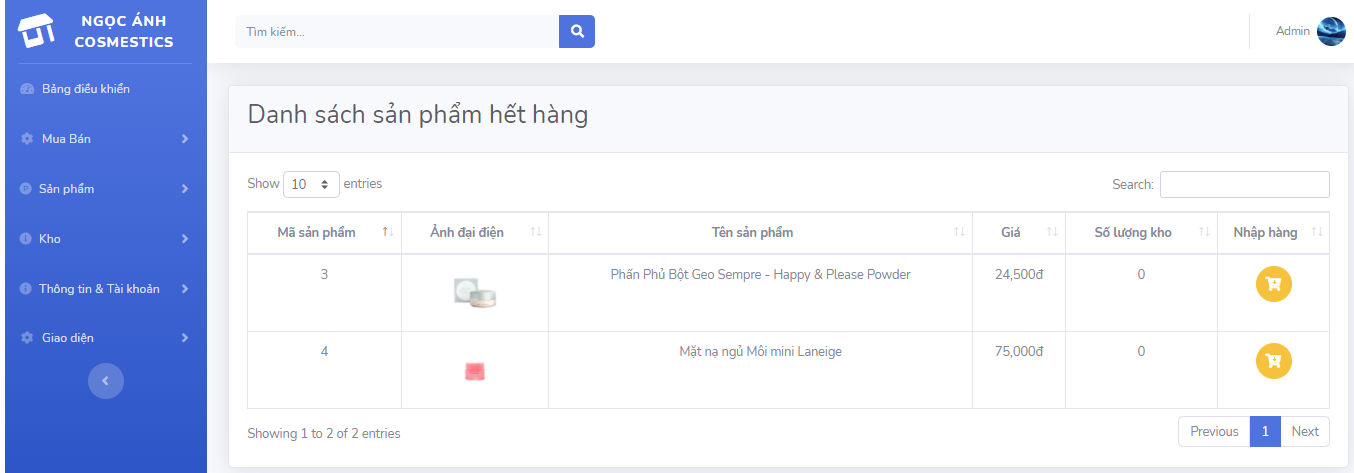 NGỌC ÁNH
COSMESTICS
Tìm kiếm...
Admin
Bảng điều khiển
Mua Bán
Sản phẩm
Kho
Thông tin & Tài khoản
Giao diện
Danh sách sản phẩm hết hàng
Show 10 entries
Search:
Mã sản phẩm Ảnh đại điện Tên sản phẩm Giá Số lượng kho Nhập hàng
3 Phấn Phủ Bột Geo Sempre - Happy & Please Powder 24,500đ 0
4 Mặt nạ ngủ Môi mini Laneige 75,000đ 0
Showing 1 to 2 of 2 entries
Previous 1 Next